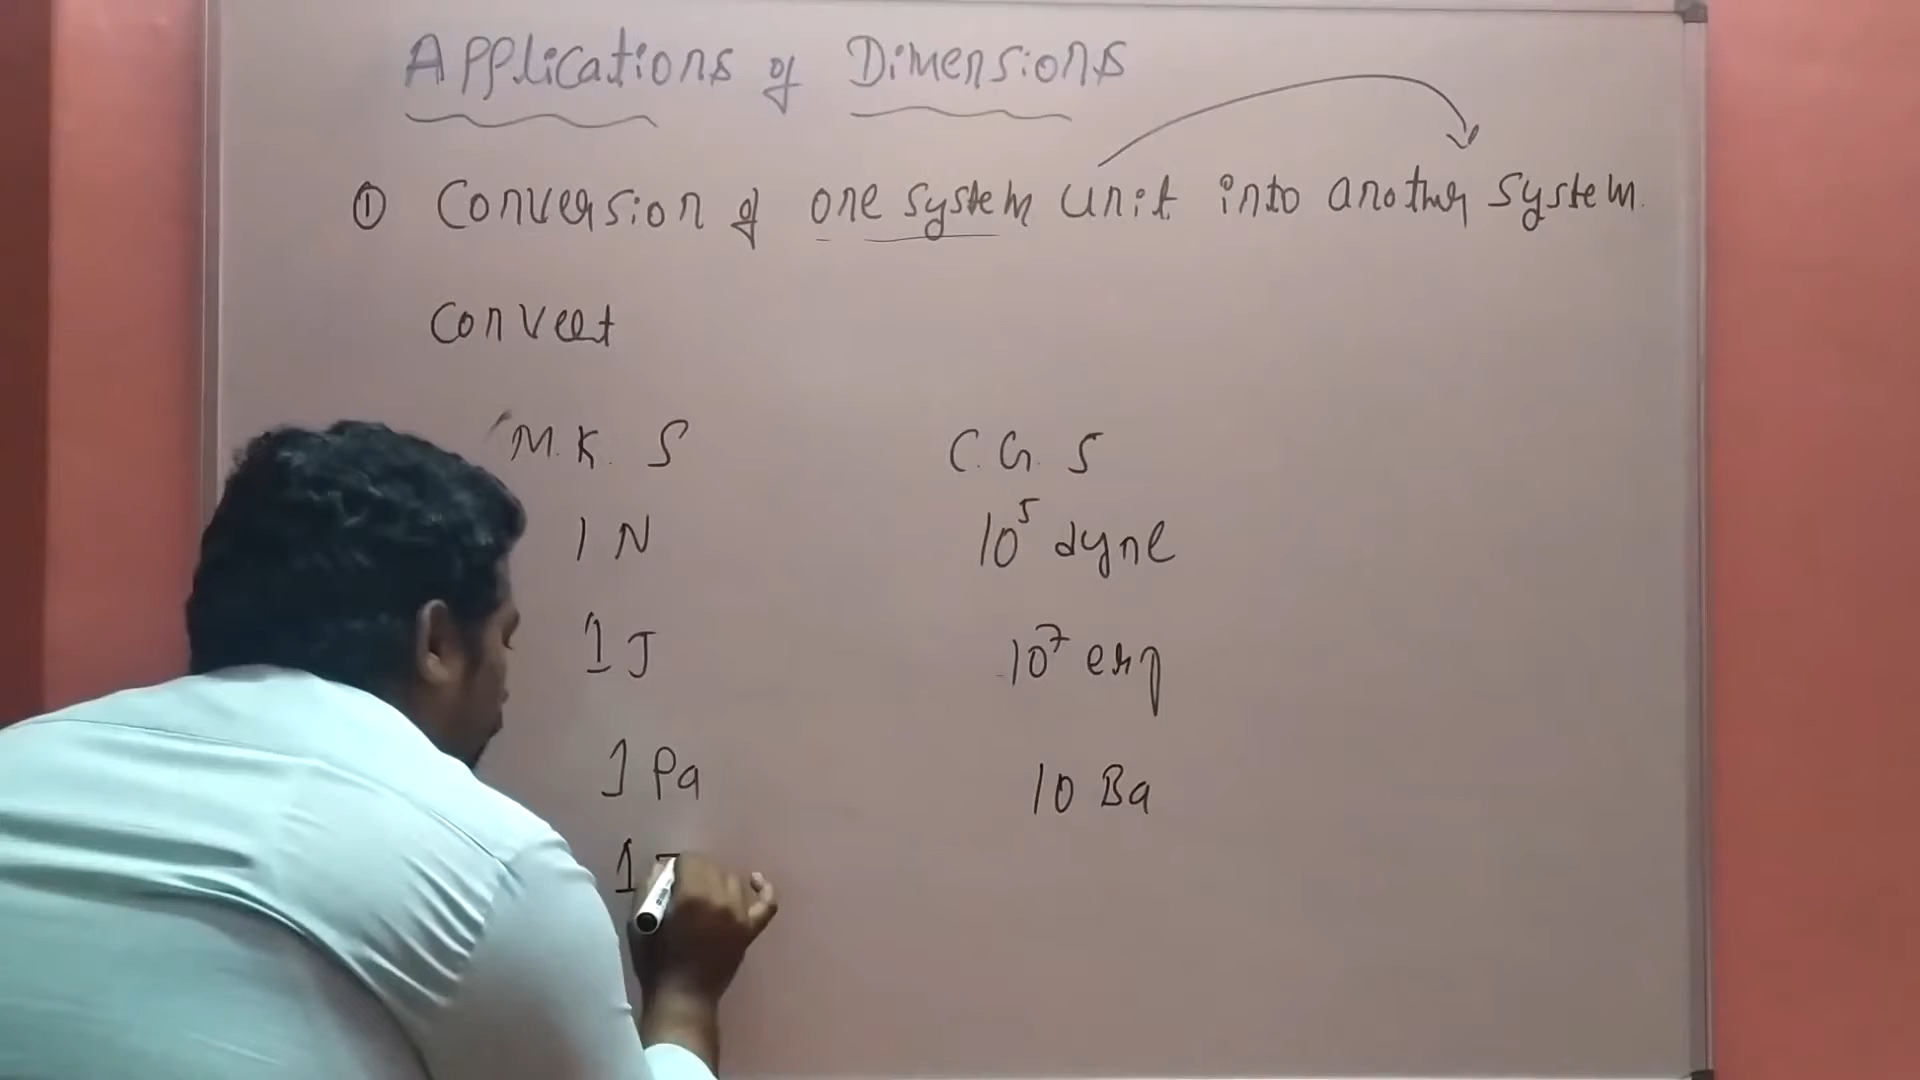 Applications of Dimensions
① Conversion of one system unit into another system.
Convert
M.K.S C.G.S
1 N 10⁵ dyne
1 J 10⁷ erg
1 Pa 10 Ba
1